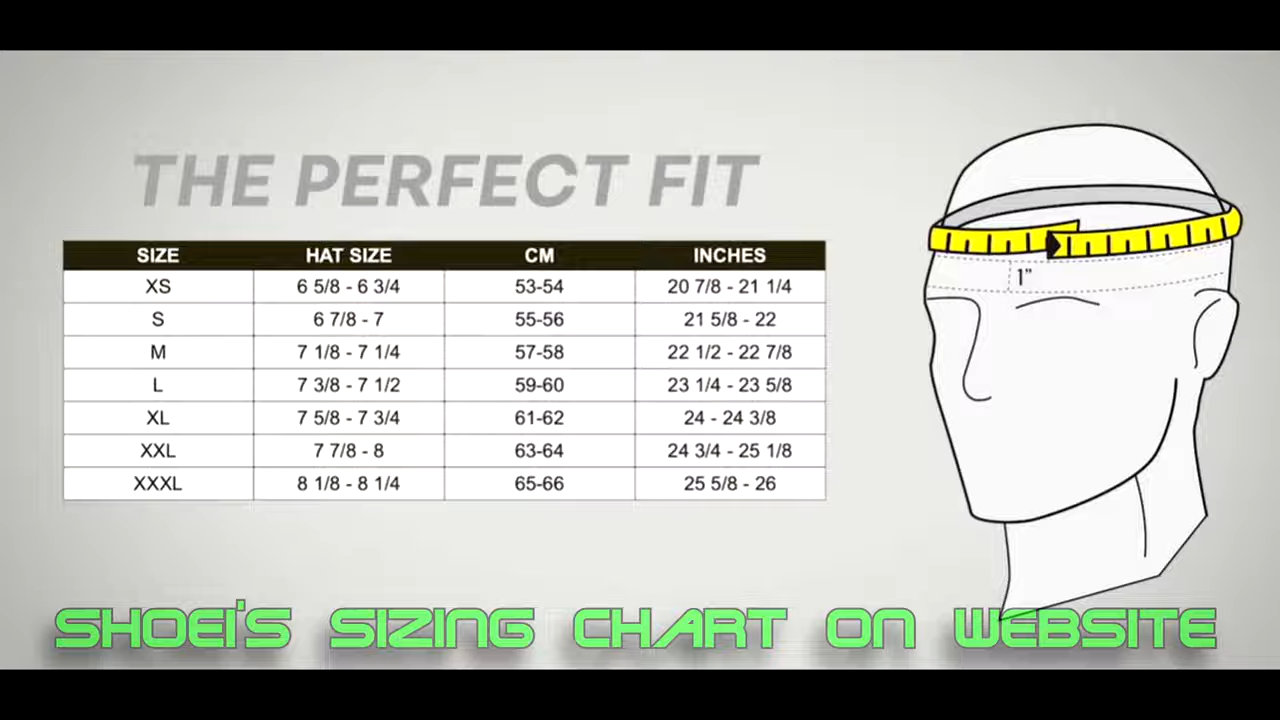 THE PERFECT FIT
SIZE HAT SIZE CM INCHES
XS 6 5/8 - 6 3/4 53-54 20 7/8 - 21 1/4
S 6 7/8 - 7 55-56 21 5/8 - 22
M 7 1/8 - 7 1/4 57-58 22 1/2 - 22 7/8
L 7 3/8 - 7 1/2 59-60 23 1/4 - 23 5/8
XL 7 5/8 - 7 3/4 61-62 24 - 24 3/8
XXL 7 7/8 - 8 63-64 24 3/4 - 25 1/8
XXXL 8 1/8 - 8 1/4 65-66 25 5/8 - 26
1”
SHOEI'S SIZING CHART ON WEBSITE